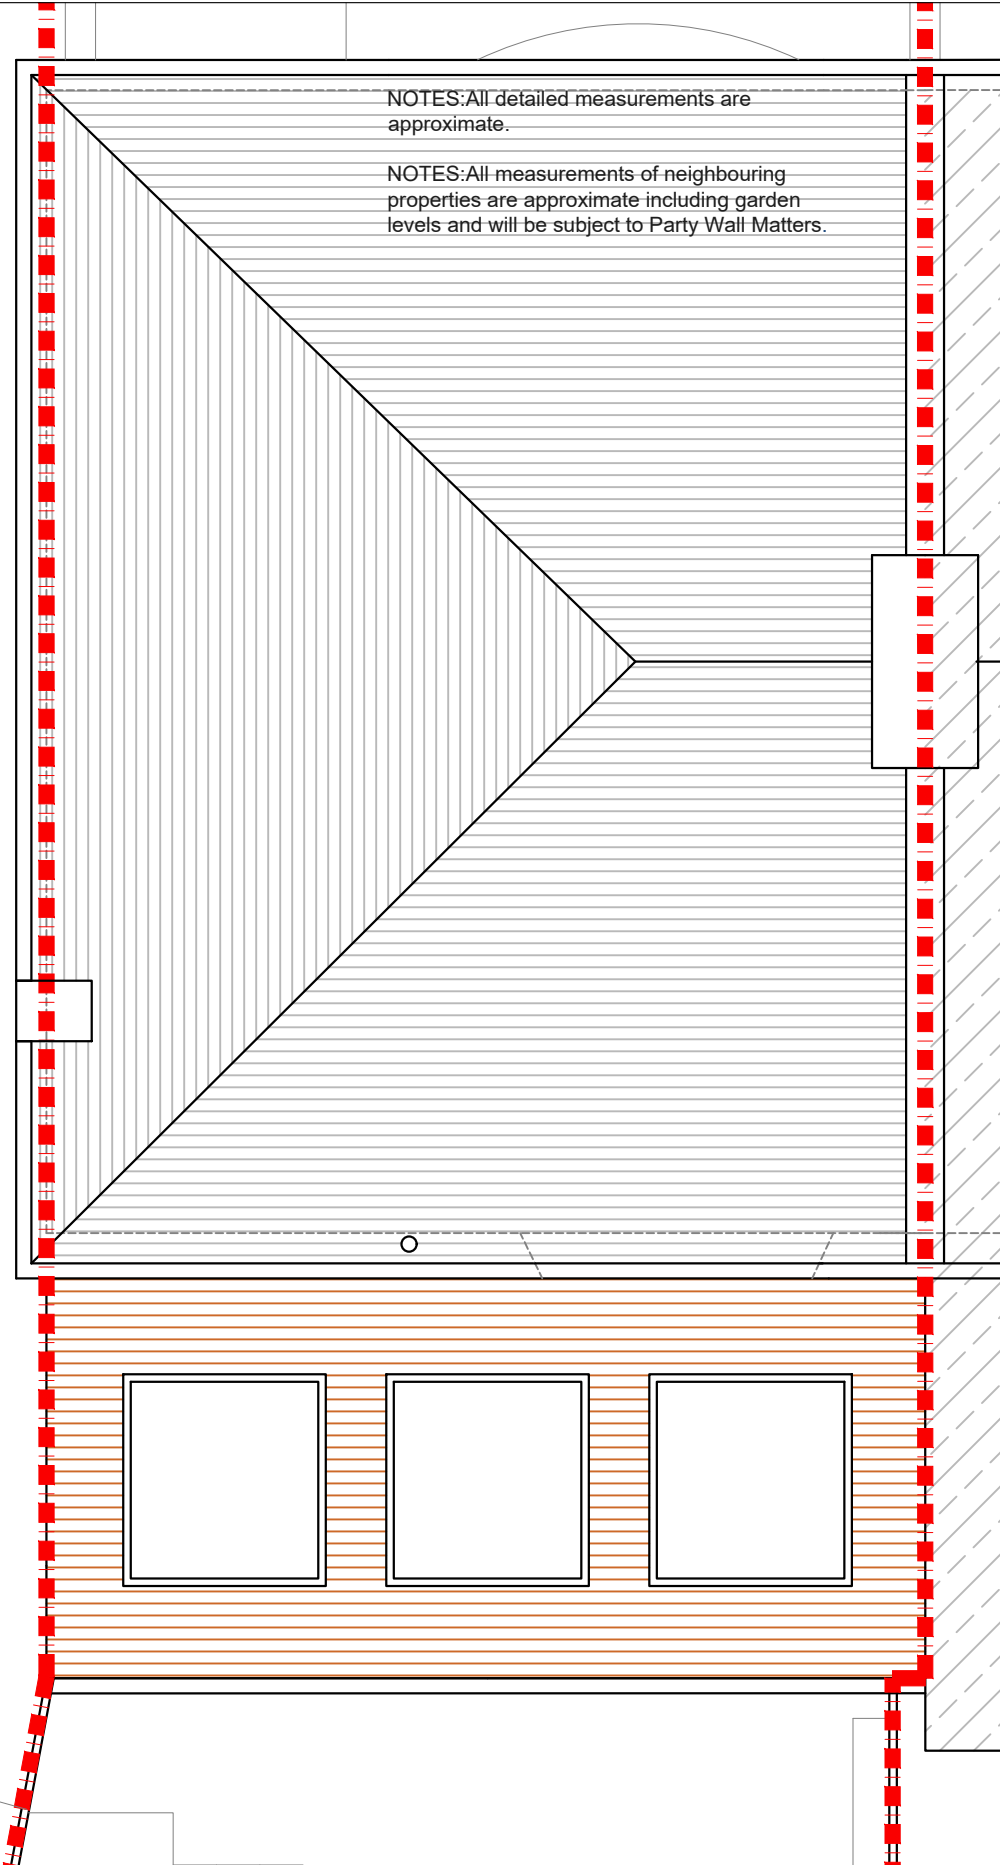 NOTES:All detailed measurements are
approximate.
NOTES:All measurements of neighbouring
properties are approximate including garden
levels and will be subject to Party Wall Matters.